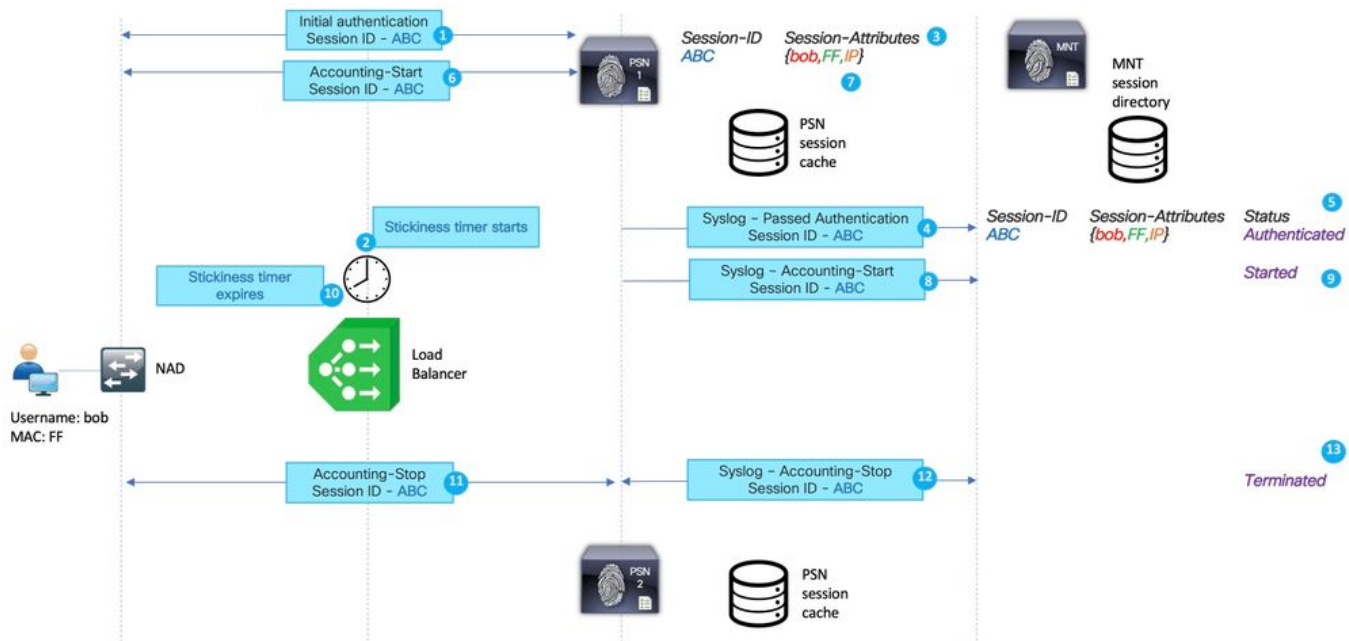 Initial authentication
Session ID - ABC
1
Accounting-Start
Session ID - ABC
6
PSN
1
Session-ID
ABC
Session-Attributes
{bob,FF,IP}
3
7
PSN
session
cache
MNT
MNT
session
directory
Stickiness timer starts
2
Stickiness timer
expires
10
Syslog – Passed Authentication
Session ID - ABC
4
Session-ID
ABC
Session-Attributes
{bob,FF,IP}
Status
Authenticated
5
Syslog – Accounting-Start
Session ID - ABC
8
Started
9
NAD
Load
Balancer
Username: bob
MAC: FF
Accounting-Stop
Session ID - ABC
11
Syslog – Accounting-Stop
Session ID - ABC
12
13
Terminated
PSN
2
PSN
session
cache